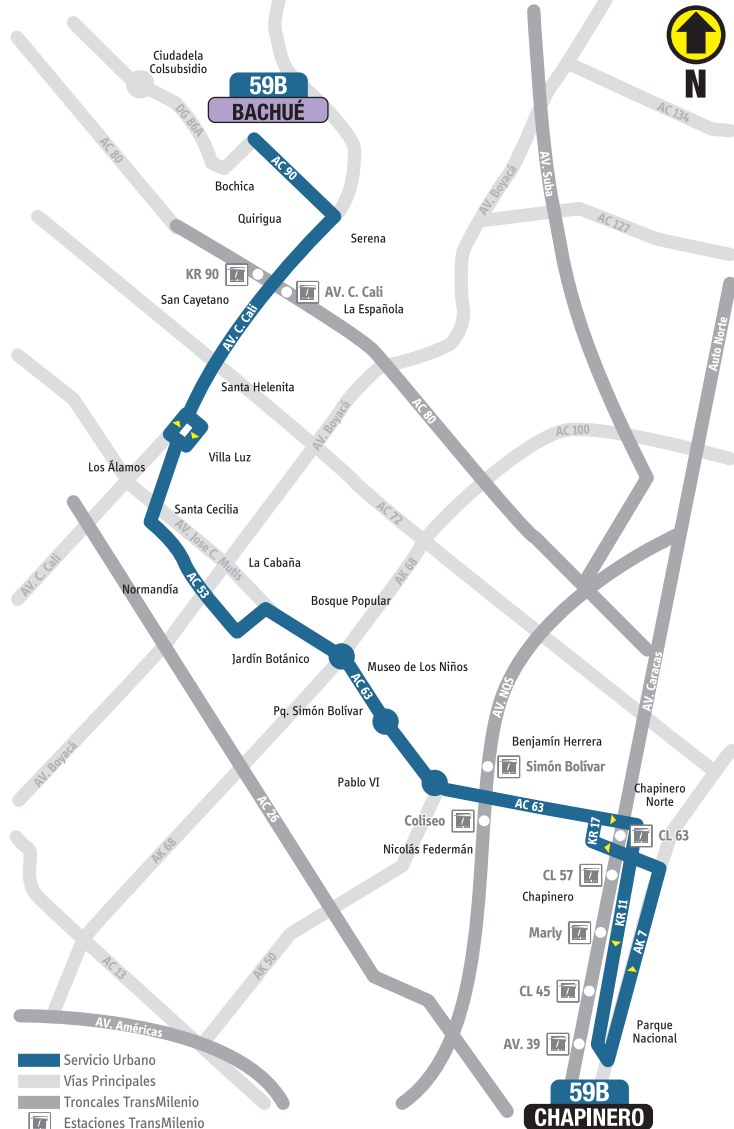 N
Ciudadela
Colsubsidio
59B
BACHUÉ
DG 86A
AC 134
AC 80
AC 90
AV. Suba
AV. Boyacá
Bochica
Quirigua
Serena
AC 127
KR 90
AV. C. Cali
San Cayetano
La Española
AV. C. Cali
Auto Norte
Santa Helenita
AC 80
AV. Boyacá
AC 100
Villa Luz
Los Álamos
Santa Cecilia
AC 72
AV. Jose C. Mutis
La Cabaña
AK 68
AV. C. Cali
Normandía
AC 53
Bosque Popular
Jardín Botánico
Museo de Los Niños
AC 63
AV. NQS
AV. Caracas
Pq. Simón Bolívar
Benjamín Herrera
Simón Bolívar
AV. Boyacá
Pablo VI
AC 63
Chapinero
Norte
AC 26
Coliseo
KR 17
CL 63
AK 68
Nicolás Federmán
CL 57
Chapinero
KR 11
Marly
AK 7
AC 13
AK 50
CL 45
AV. Américas
Parque
Nacional
AV. 39
Servicio Urbano
Vías Principales
Troncales TransMilenio
Estaciones TransMilenio
59B
CHAPINERO